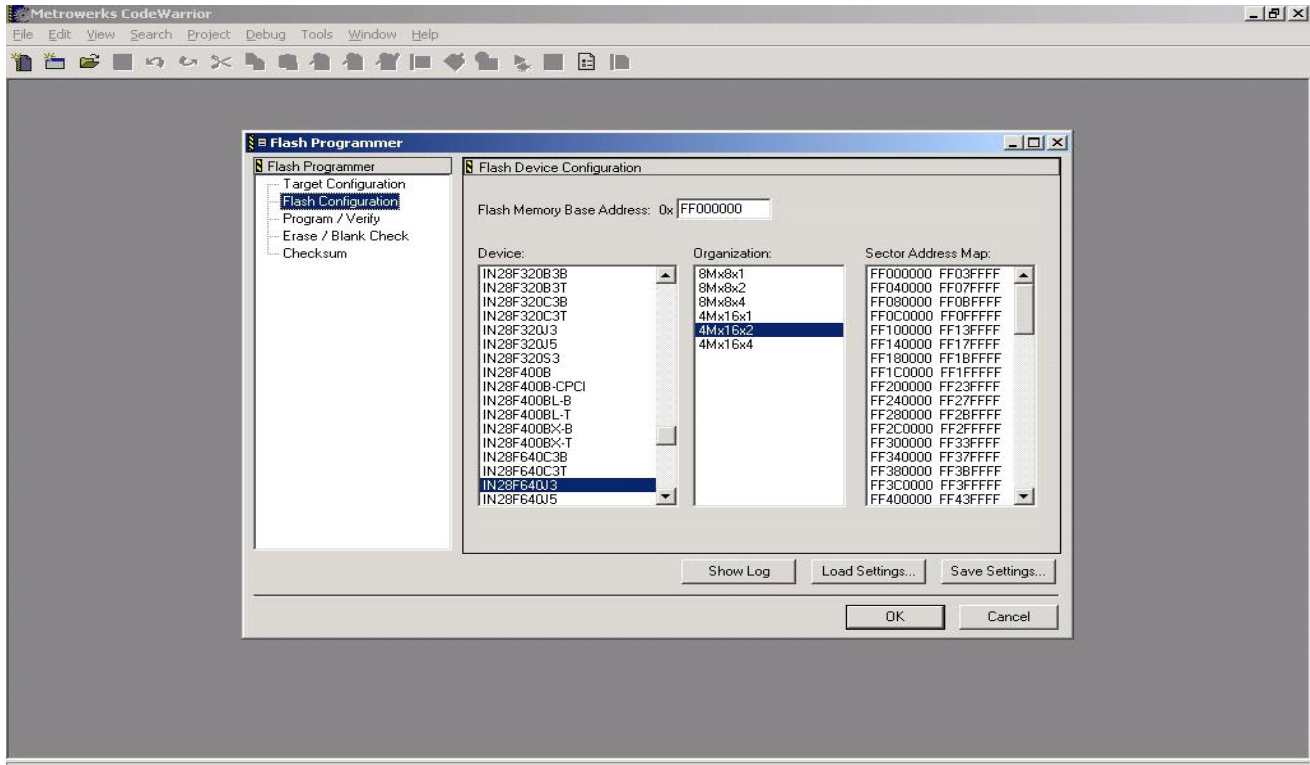 Metrowerks CodeWarrior
File Edit View Search Project Debug Tools Window Help
Flash Programmer
Flash Programmer
Target Configuration
Flash Configuration
Program / Verify
Erase / Blank Check
Checksum
Flash Device Configuration
Flash Memory Base Address: 0x FF000000
Device:
IN28F320B3B
IN28F320B3T
IN28F320C3B
IN28F320C3T
IN28F320J3
IN28F320J5
IN28F320S3
IN28F400B
IN28F400B-CPCI
IN28F400BL-B
IN28F400BL-T
IN28F400BX-B
IN28F400BX-T
IN28F640C3B
IN28F640C3T
IN28F640J3
IN28F640J5
Organization:
8Mx8x1
8Mx8x2
8Mx8x4
4Mx16x1
4Mx16x2
4Mx16x4
Sector Address Map:
FF000000 FF03FFFF
FF040000 FF07FFFF
FF080000 FF0BFFFF
FF0C0000 FF0FFFFF
FF100000 FF13FFFF
FF140000 FF17FFFF
FF180000 FF1BFFFF
FF1C0000 FF1FFFFF
FF200000 FF23FFFF
FF240000 FF27FFFF
FF280000 FF2BFFFF
FF2C0000 FF2FFFFF
FF300000 FF33FFFF
FF340000 FF37FFFF
FF380000 FF3BFFFF
FF3C0000 FF3FFFFF
FF400000 FF43FFFF
Show Log
Load Settings...
Save Settings...
OK
Cancel